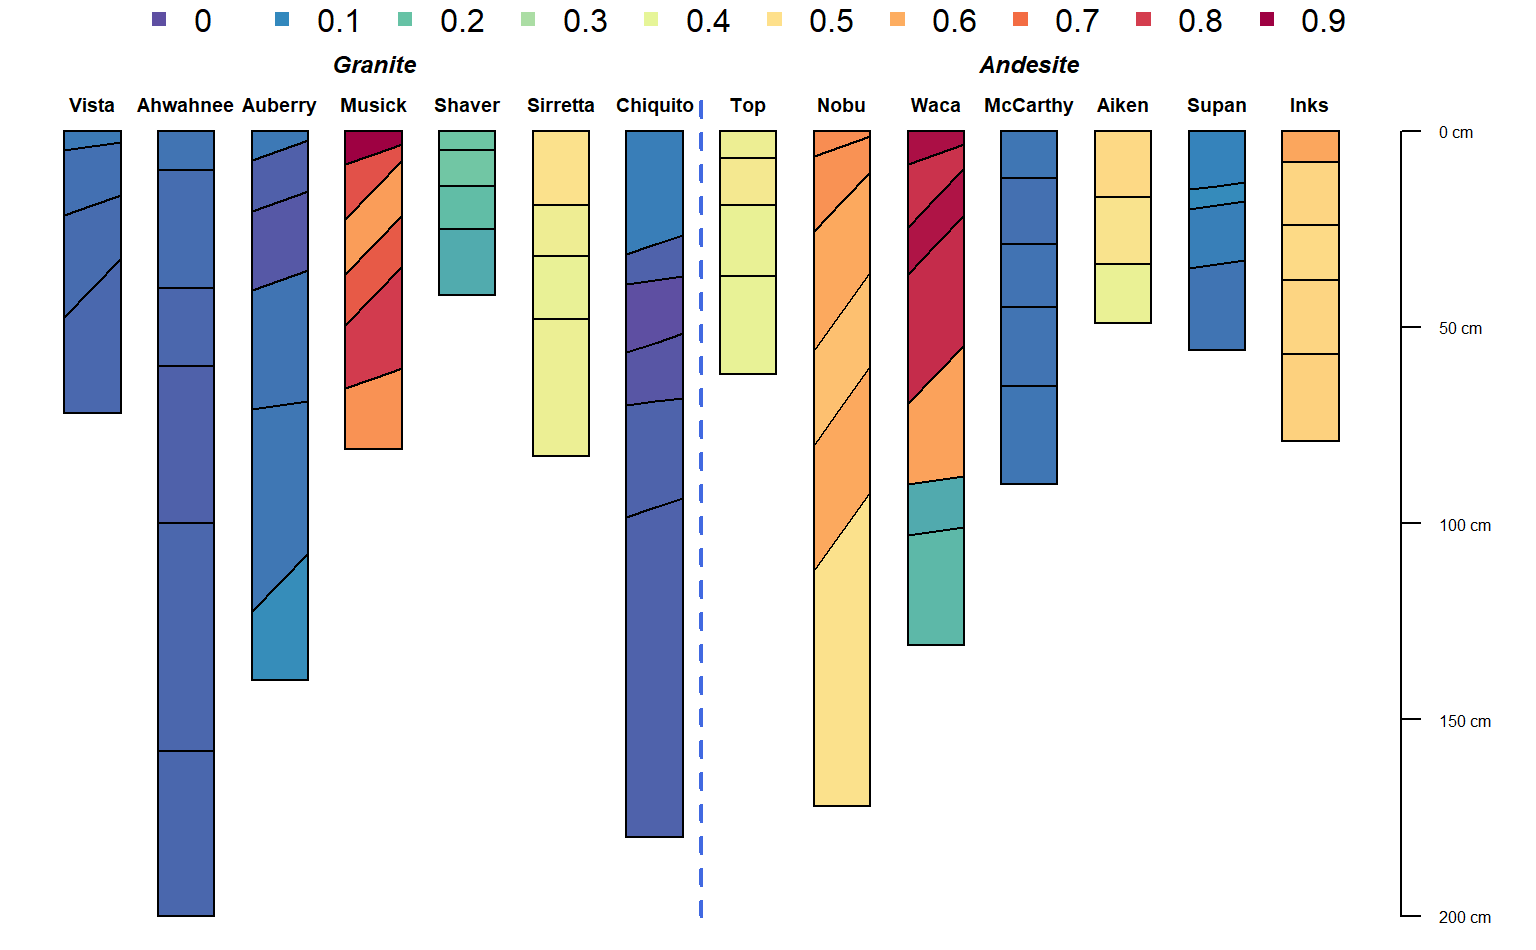 0 0.1 0.2 0.3 0.4 0.5 0.6 0.7 0.8 0.9
Granite Andesite
Vista Ahwahnee Auberry Musick Shaver Sirretta Chiquito Top Nobu Waca McCarthy Aiken Supan Inks
0 cm
50 cm
100 cm
150 cm
200 cm